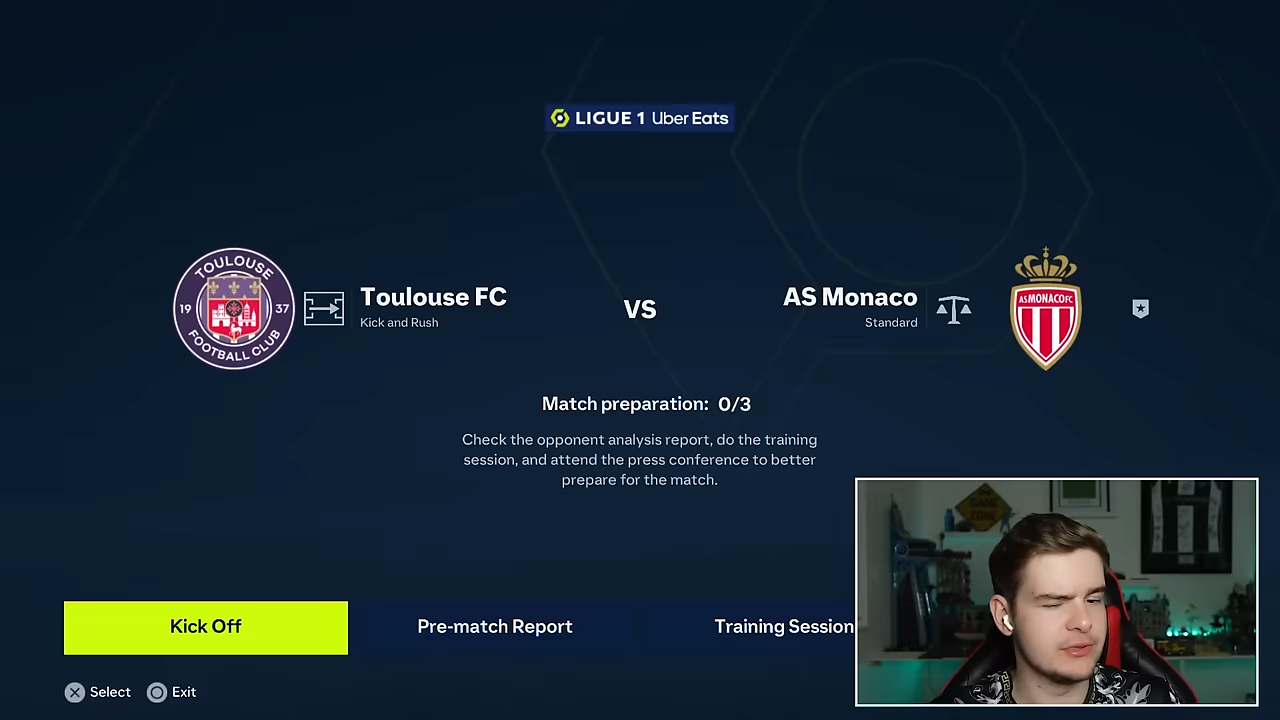 LIGUE 1 Uber Eats
TOULOUSE
19 37
FOOTBALL CLUB
Toulouse FC
Kick and Rush
VS
AS Monaco
Standard
ASMONACO FC
Match preparation: 0/3
Check the opponent analysis report, do the training
session, and attend the press conference to better
prepare for the match.
Kick Off
Pre-match Report
Training Session
Select
Exit